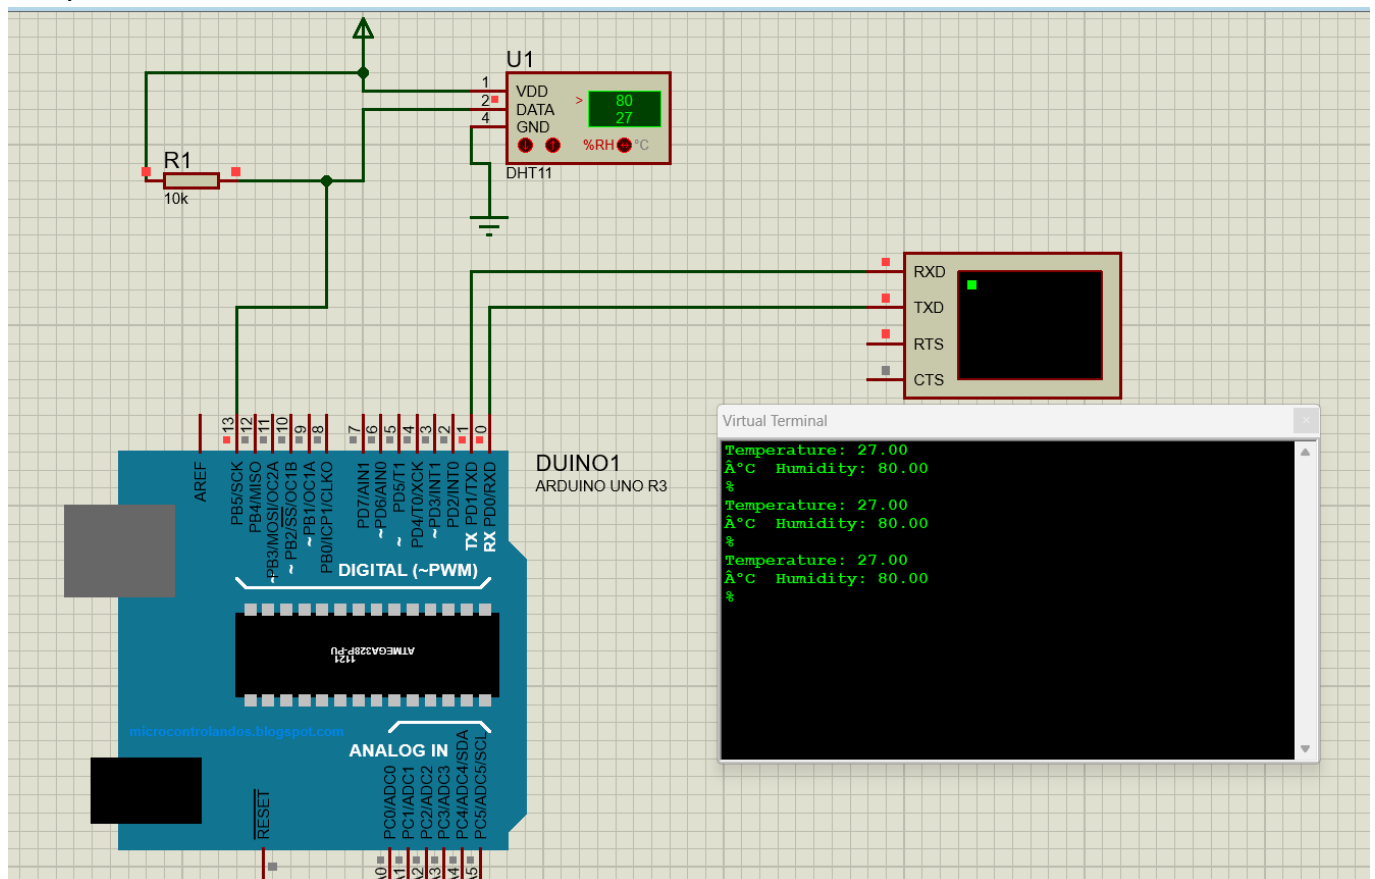 U1
1
2
4
VDD
DATA
GND
>
80
27
%RH
°C
DHT11
R1
10k
RXD
TXD
RTS
CTS
Virtual Terminal
Temperature: 27.00
Â°C  Humidity: 80.00
%
Temperature: 27.00
Â°C  Humidity: 80.00
%
Temperature: 27.00
Â°C  Humidity: 80.00
%
13
12
11
10
9
8
7
6
5
4
3
2
1
0
AREF
PB5/SCK
PB4/MISO
PB3/MOSI/OC2A
~
PB2/SS/OC1B
~
PB1/OC1A
~
PB0/ICP1/CLKO
PD7/AIN1
PD6/AIN0
~
PD5/T1
~
PD4/T0/XCK
PD3/INT1
~
PD2/INT0
PD1/TXD
TX
PD0/RXD
RX
DUINO1
ARDUINO UNO R3
DIGITAL (~PWM)
ATMEGA328P-PU
1121
microcontrolandos.blogspot.com
ANALOG IN
RESET
PC0/ADC0
PC1/ADC1
PC2/ADC2
PC3/ADC3
PC4/ADC4/SDA
PC5/ADC5/SCL
A0
A1
A2
A3
A4
A5